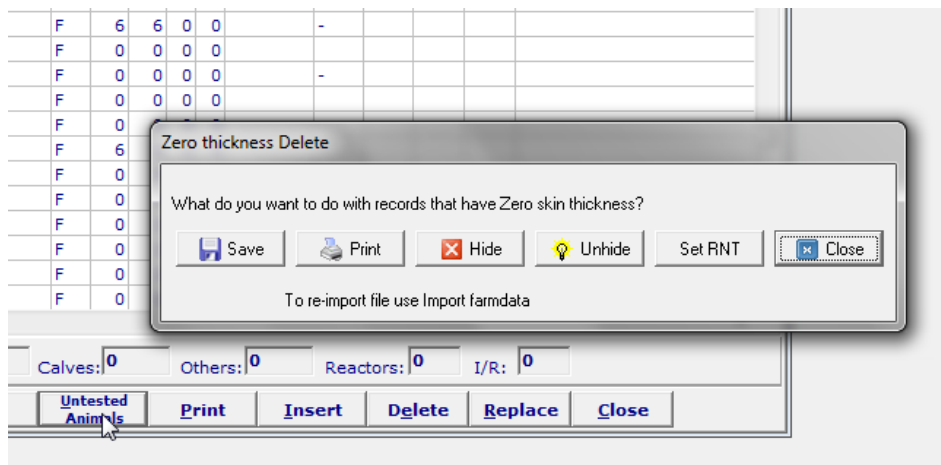 F 6 6 0 0 -
F 0 0 0 0
F 0 0 0 0 -
F 0 0 0 0
F 0
F 6
F 0
F 0
F 0
F 0
F 0
F 0
Zero thickness Delete
What do you want to do with records that have Zero skin thickness?
Save Print Hide Unhide Set RNT Close
To re-import file use Import farmdata
Calves: 0 Others: 0 Reactors: 0 I/R: 0
Untested
Animals Print Insert Delete Replace Close